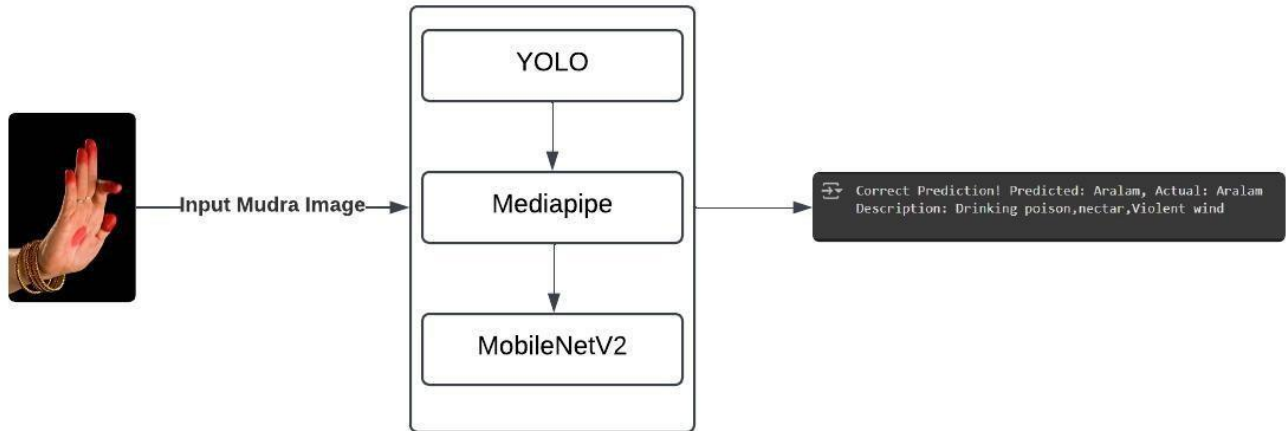 YOLO
Input Mudra Image
Mediapipe
MobileNetV2
Correct Prediction! Predicted: Aralam, Actual: Aralam
Description: Drinking poison,nectar,Violent wind